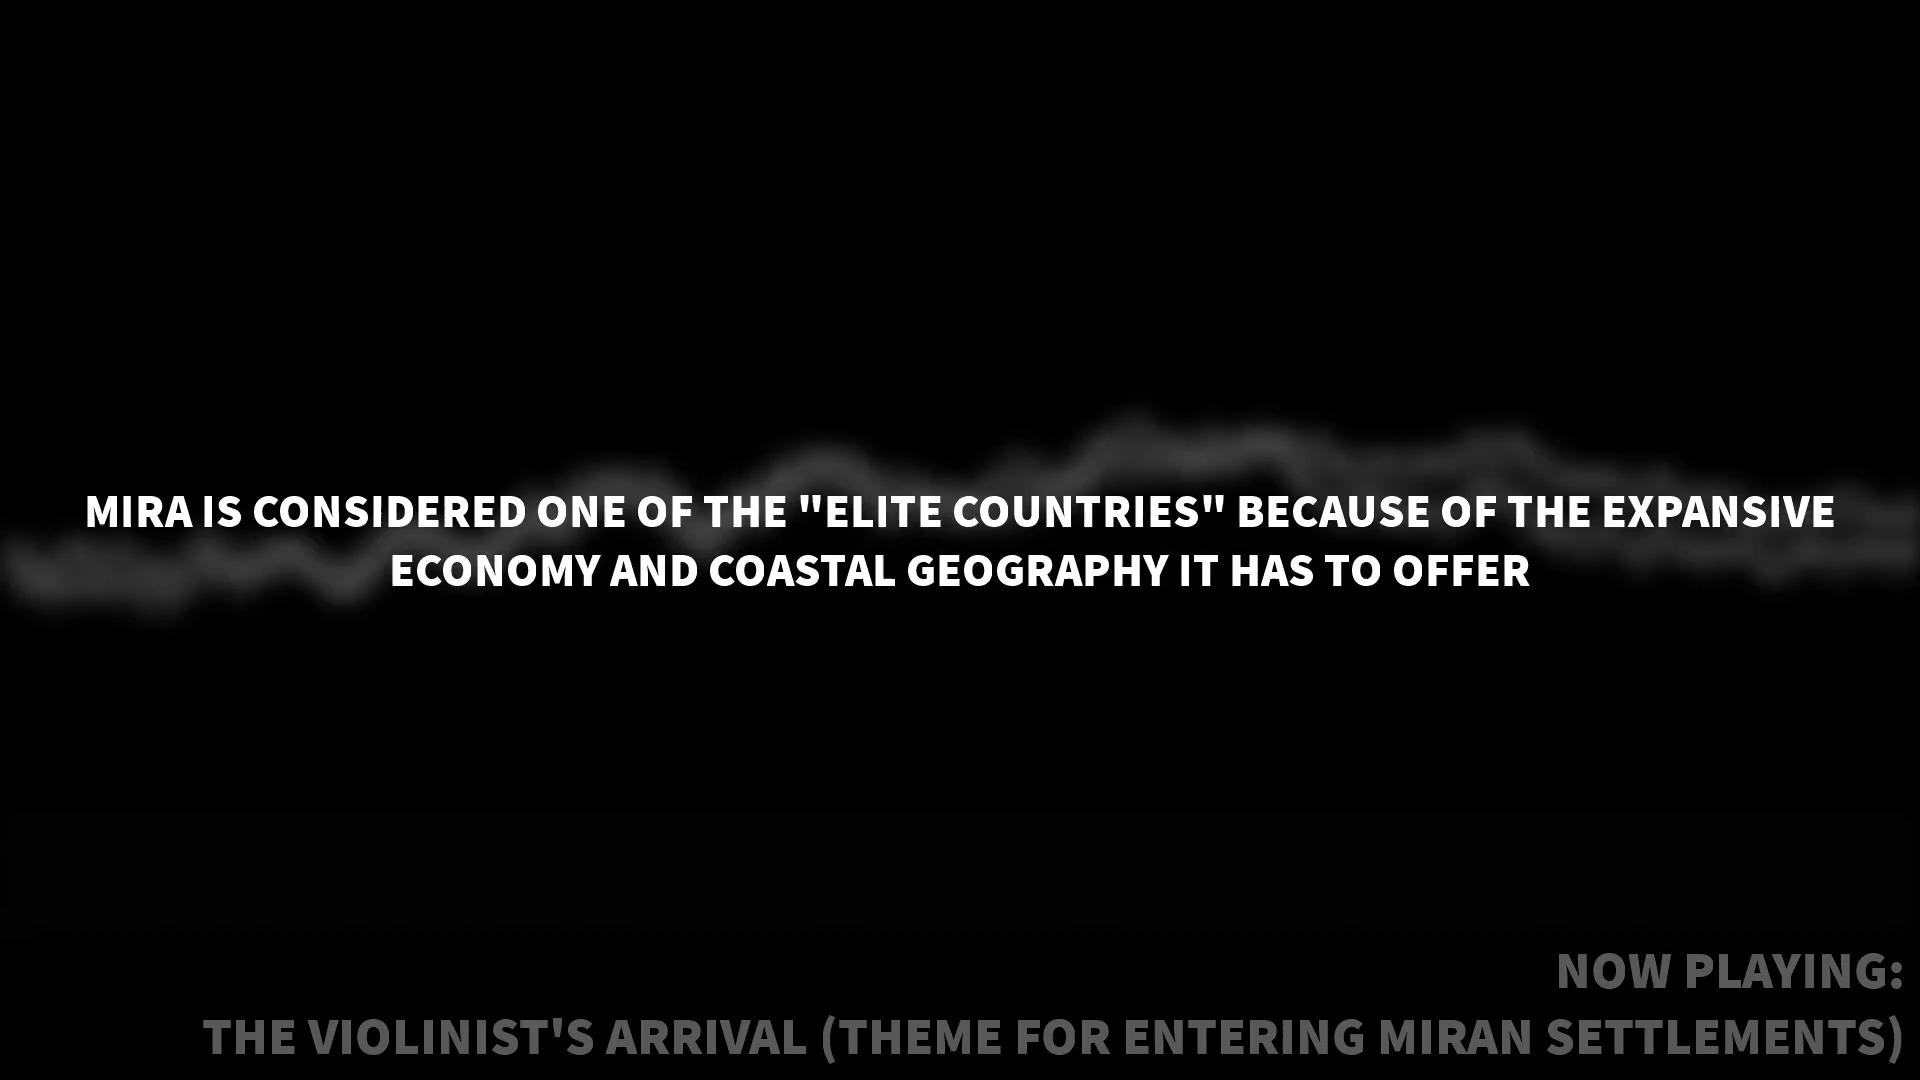 MIRA IS CONSIDERED ONE OF THE "ELITE COUNTRIES" BECAUSE OF THE EXPANSIVE
ECONOMY AND COASTAL GEOGRAPHY IT HAS TO OFFER
NOW PLAYING:
THE VIOLINIST'S ARRIVAL (THEME FOR ENTERING MIRAN SETTLEMENTS)